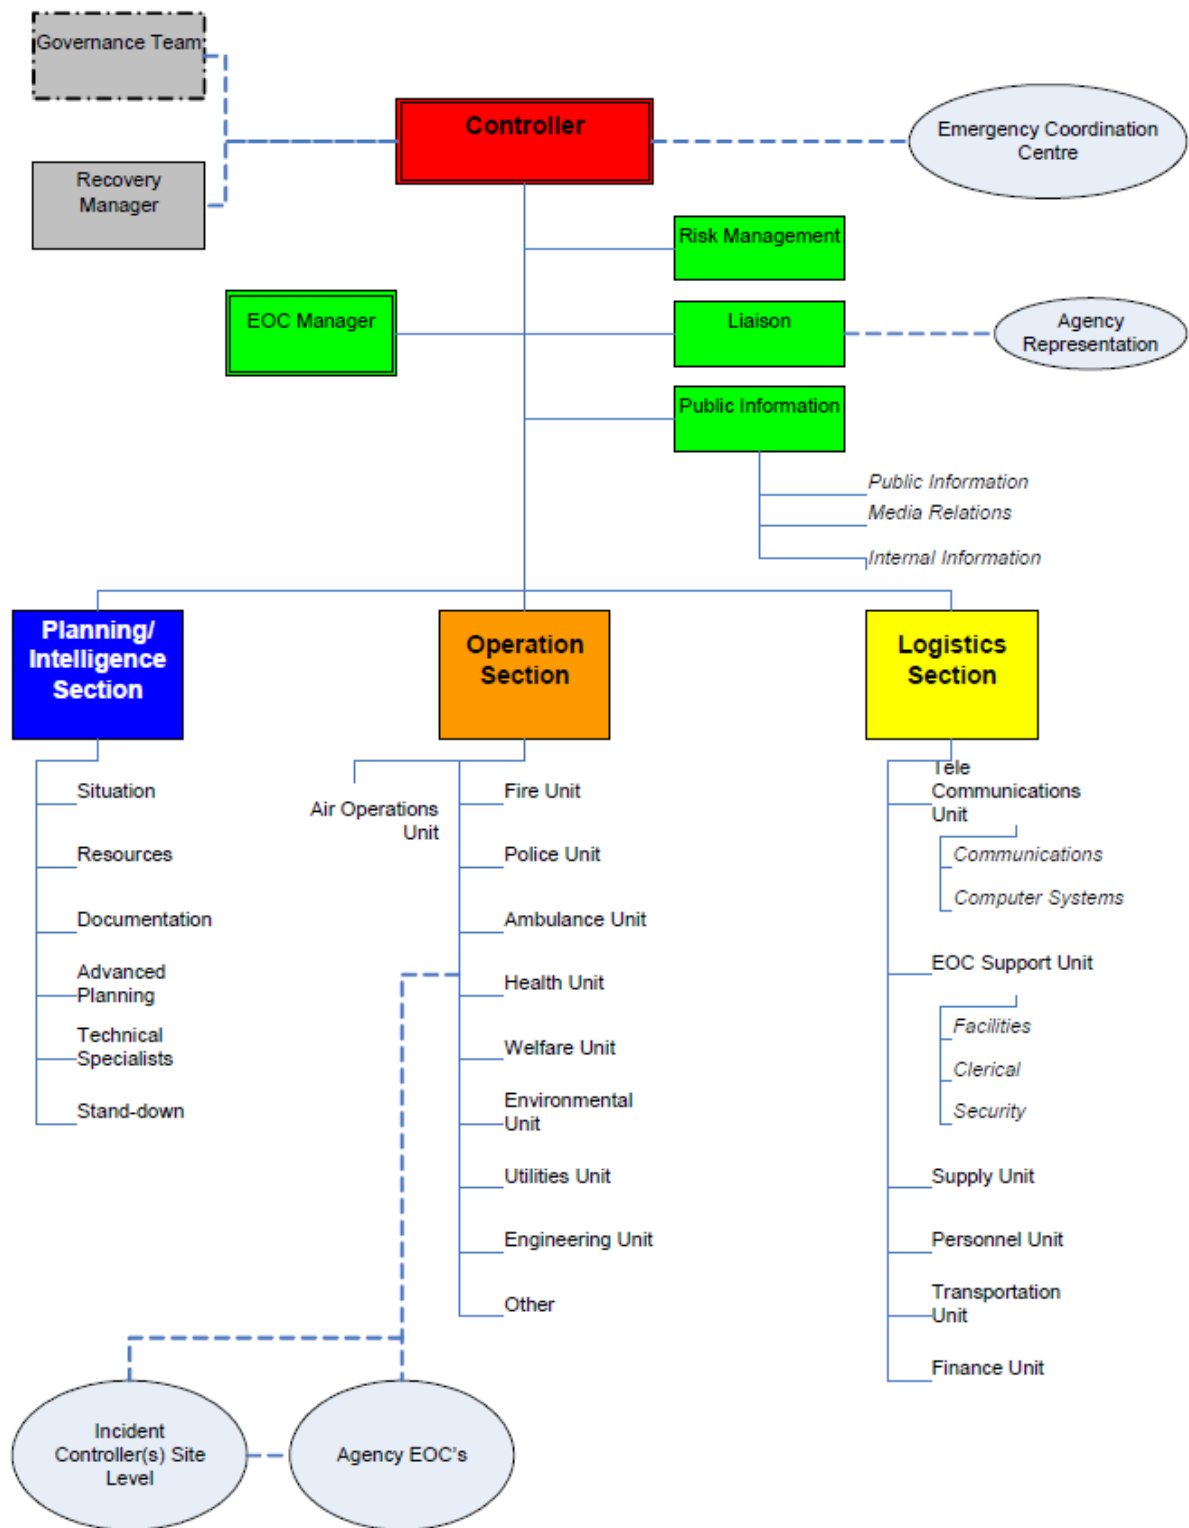 Governance Team
Controller
Emergency Coordination
Centre
Recovery
Manager
Risk Management
EOC Manager
Liaison
Agency
Representation
Public Information
Public Information
Media Relations
Internal Information
Planning/
Intelligence
Section
Operation
Section
Logistics
Section
Situation
Resources
Documentation
Advanced
Planning
Technical
Specialists
Stand-down
Air Operations
Unit
Fire Unit
Police Unit
Ambulance Unit
Health Unit
Welfare Unit
Environmental
Unit
Utilities Unit
Engineering Unit
Other
Tele
Communications
Unit
Communications
Computer Systems
EOC Support Unit
Facilities
Clerical
Security
Supply Unit
Personnel Unit
Transportation
Unit
Finance Unit
Incident
Controller(s) Site
Level
Agency EOC's